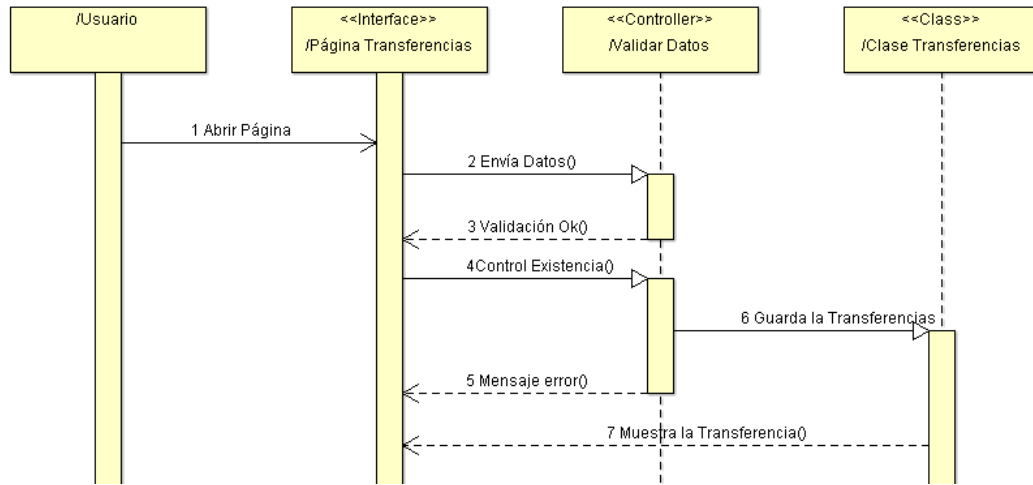 /Usuario
<<Interface>>
/Página Transferencias
<<Controller>>
/Validar Datos
<<Class>>
/Clase Transferencias
1 Abrir Página
2 Envía Datos()
3 Validación Ok()
4Control Existencia()
6 Guarda la Transferencias
5 Mensaje error()
7 Muestra la Transferencia()